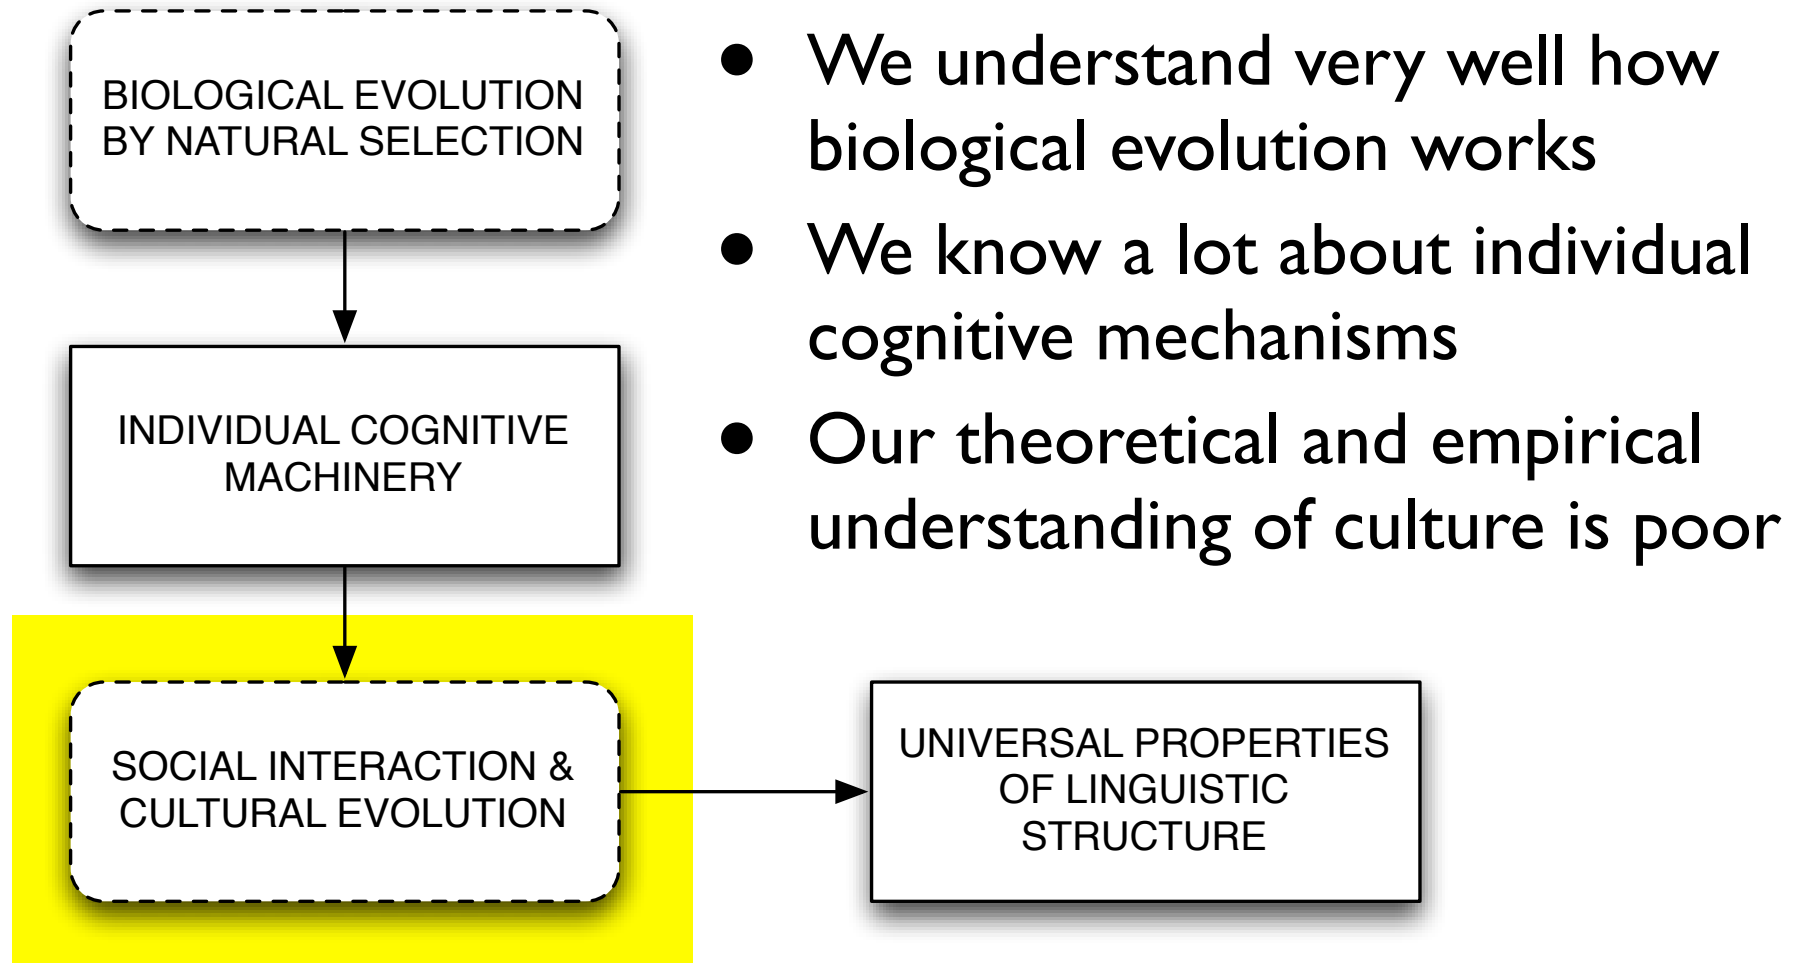 BIOLOGICAL EVOLUTION
BY NATURAL SELECTION
INDIVIDUAL COGNITIVE
MACHINERY
SOCIAL INTERACTION &
CULTURAL EVOLUTION
UNIVERSAL PROPERTIES
OF LINGUISTIC
STRUCTURE
• We understand very well how
biological evolution works
• We know a lot about individual
cognitive mechanisms
• Our theoretical and empirical
understanding of culture is poor